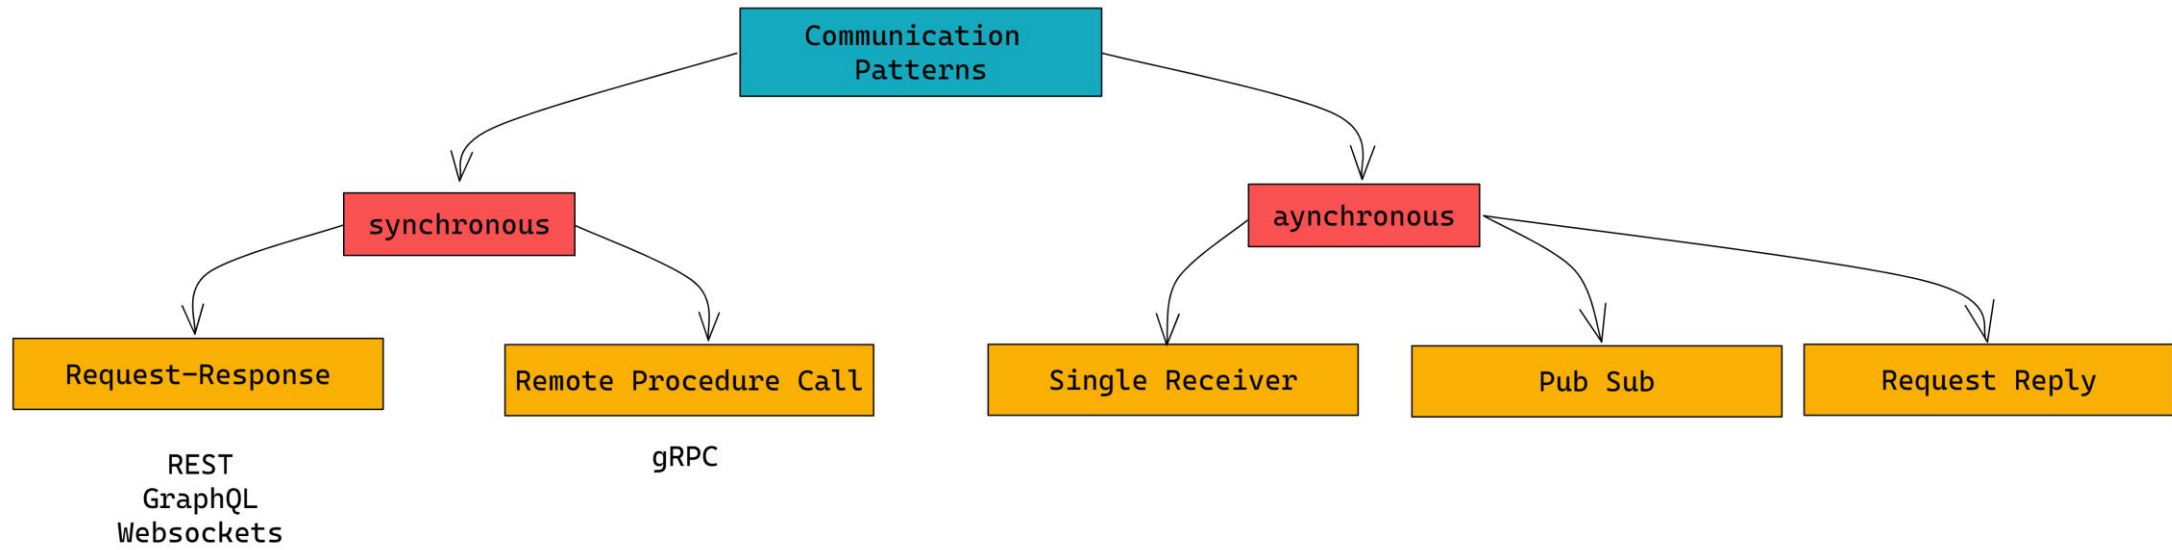 Communication
Patterns
synchronous
aynchronous
Request-Response
Remote Procedure Call
Single Receiver
Pub Sub
Request Reply
REST
GraphQL
Websockets
gRPC